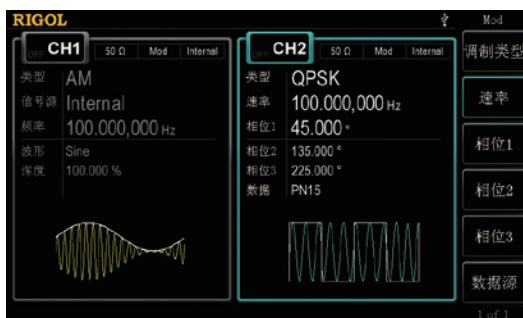 RIGOL
Mod
OFF CH1 50 Ω Mod Internal
类型 AM
信号源 Internal
频率 100.000,000 Hz
波形 Sine
深度 100.000 %
OFF CH2 50 Ω Mod Internal
类型 QPSK
速率 100.000,000 Hz
相位1 45.000 °
相位2 135.000 °
相位3 225.000 °
数据 PN15
调制类型
速率
相位1
相位2
相位3
数据源
1 of 1